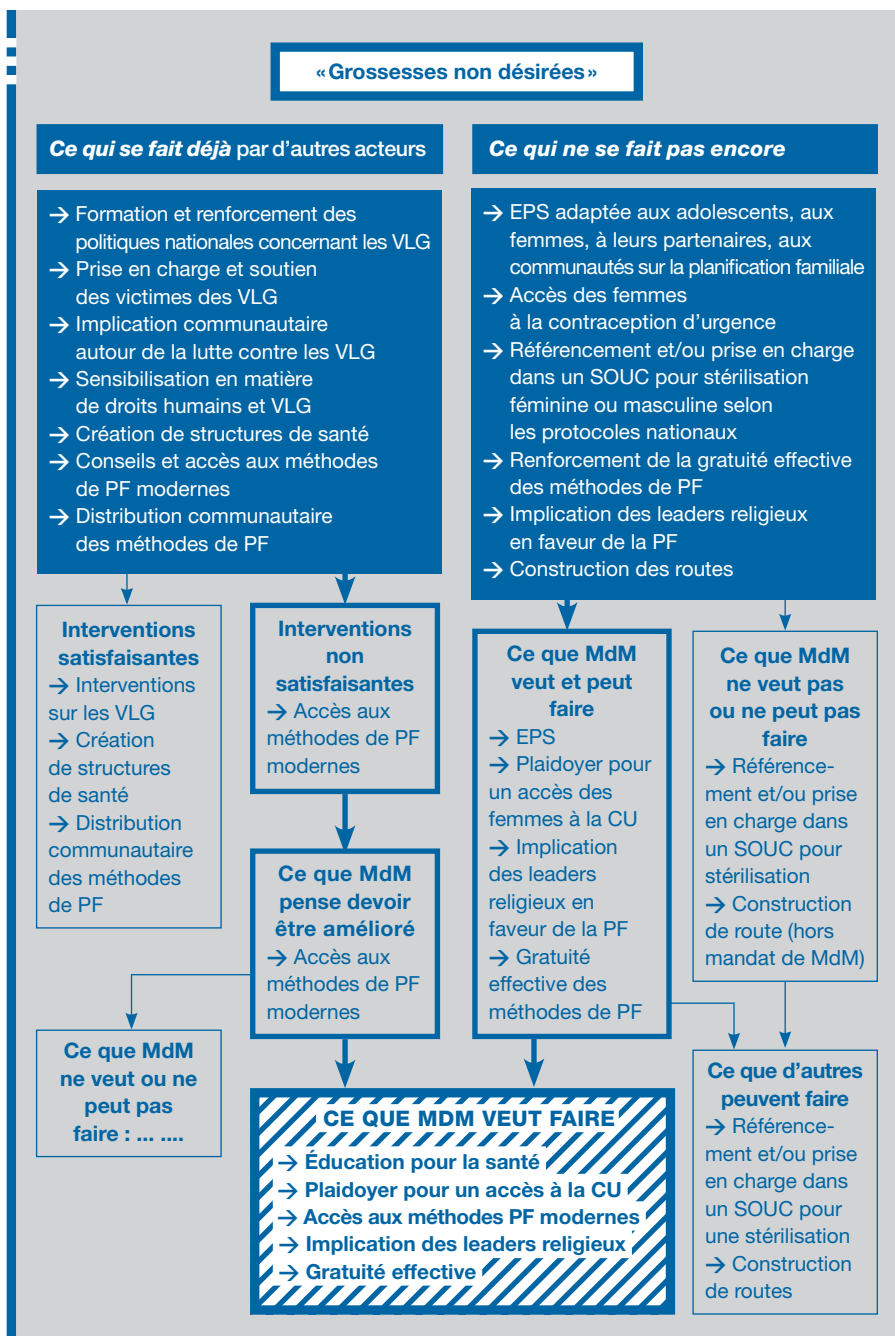 «Grossesses non désirées»
Ce qui se fait déjà par d'autres acteurs
→ Formation et renforcement des
politiques nationales concernant les VLG
→ Prise en charge et soutien
des victimes des VLG
→ Implication communautaire
autour de la lutte contre les VLG
→ Sensibilisation en matière
de droits humains et VLG
→ Création de structures de santé
→ Conseils et accès aux méthodes
de PF modernes
→ Distribution communautaire
des méthodes de PF
Ce qui ne se fait pas encore
→ EPS adaptée aux adolescents, aux
femmes, à leurs partenaires, aux
communautés sur la planification familiale
→ Accès des femmes
à la contraception d'urgence
→ Référencement et/ou prise en charge
dans un SOUC pour stérilisation
féminine ou masculine selon
les protocoles nationaux
→ Renforcement de la gratuité effective
des méthodes de PF
→ Implication des leaders religieux
en faveur de la PF
→ Construction des routes
Interventions
satisfaisantes
→ Interventions
sur les VLG
→ Création
de structures
de santé
→ Distribution
communautaire
des méthodes
de PF
Interventions
non
satisfaisantes
→ Accès aux
méthodes de PF
modernes
Ce que MdM
veut et peut
faire
→ EPS
→ Plaidoyer pour
un accès des
femmes à la CU
→ Implication
des leaders
religieux en
faveur de la PF
→ Gratuité
effective des
méthodes de PF
Ce que MdM
ne veut pas
ou ne peut pas
faire
→ Référence-
ment et/ou prise
en charge dans
un SOUC pour
stérilisation
→ Construction
de route (hors
mandat de MdM)
Ce que MdM
pense devoir
être amélioré
→ Accès aux
méthodes de PF
modernes
Ce que MdM
ne veut ou ne
peut pas
faire : ... ....
Ce que d'autres
peuvent faire
→ Référence-
ment et/ou prise
en charge dans
un SOUC pour
une stérilisation
→ Construction
de routes
CE QUE MDM VEUT FAIRE
→ Éducation pour la santé
→ Plaidoyer pour un accès à la CU
→ Accès aux méthodes PF modernes
→ Implication des leaders religieux
→ Gratuité effective